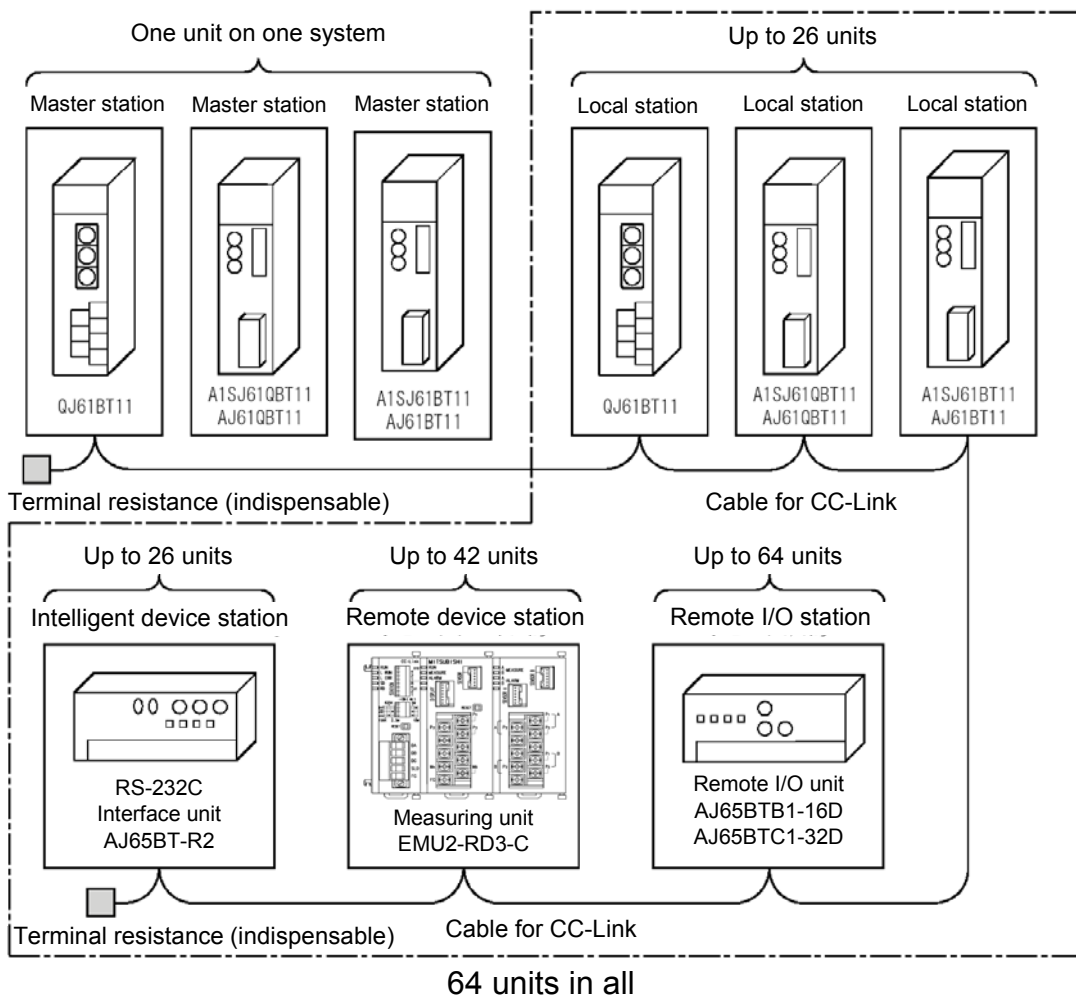 One unit on one system
Up to 26 units
Master station
Master station
Master station
Local station
Local station
Local station
QJ61BT11
A1SJ61QBT11
AJ61QBT11
A1SJ61BT11
AJ61BT11
QJ61BT11
A1SJ61QBT11
AJ61QBT11
A1SJ61BT11
AJ61BT11
Terminal resistance (indispensable)
Cable for CC-Link
Up to 26 units
Up to 42 units
Up to 64 units
Intelligent device station
Remote device station
Remote I/O station
MITSUBISHI
RS-232C
Interface unit
AJ65BT-R2
Measuring unit
EMU2-RD3-C
Remote I/O unit
AJ65BTB1-16D
AJ65BTC1-32D
Terminal resistance (indispensable)
Cable for CC-Link
64 units in all